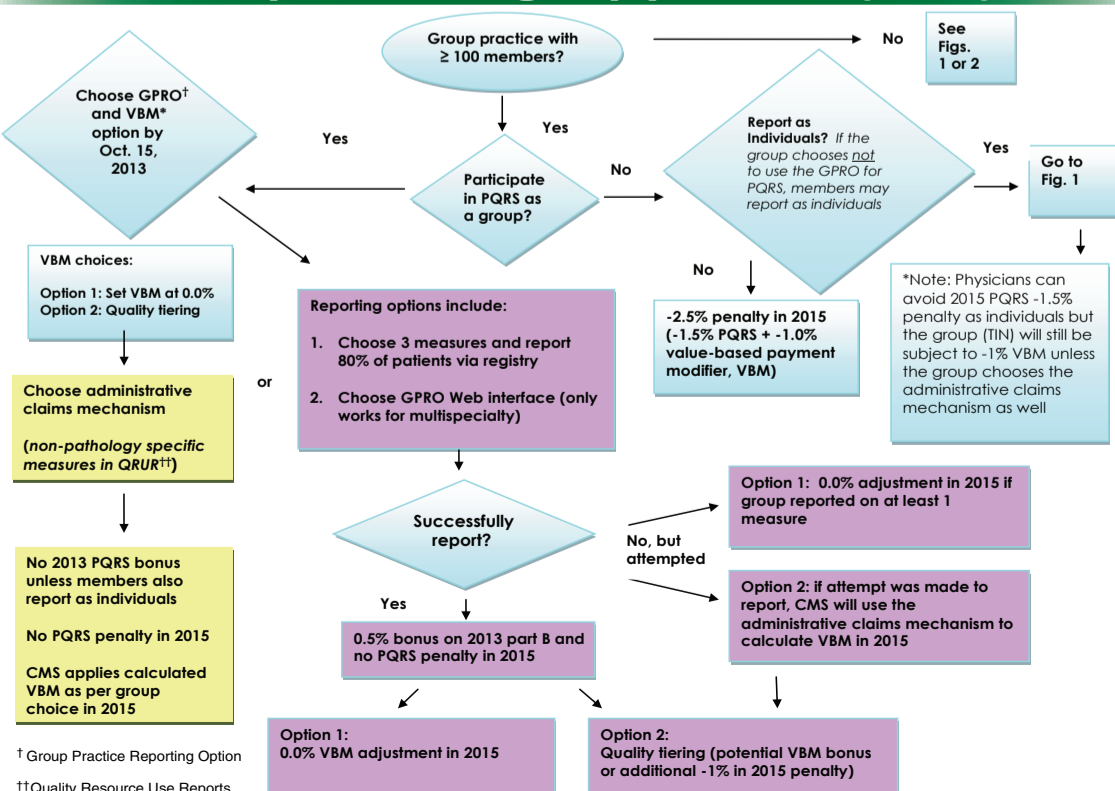 Group practice with
≥ 100 members?
No
See
Figs.
1 or 2
Yes
Participate
in PQRS as
a group?
Yes
No
Choose GPRO†
and VBM*
option by
Oct. 15,
2013
Report as
Individuals? If the
group chooses not
to use the GPRO for
PQRS, members may
report as individuals
Yes
Go to
Fig. 1
No
-2.5% penalty in 2015
(-1.5% PQRS + -1.0%
value-based payment
modifier, VBM)
*Note: Physicians can
avoid 2015 PQRS -1.5%
penalty as individuals but
the group (TIN) will still be
subject to -1% VBM unless
the group chooses the
administrative claims
mechanism as well
VBM choices:
Option 1: Set VBM at 0.0%
Option 2: Quality tiering
Choose administrative
claims mechanism
(non-pathology specific
measures in QRUR††)
or
Reporting options include:
1. Choose 3 measures and report
80% of patients via registry
2. Choose GPRO Web interface (only
works for multispecialty)
No 2013 PQRS bonus
unless members also
report as individuals
No PQRS penalty in 2015
CMS applies calculated
VBM as per group
choice in 2015
Successfully
report?
No, but
attempted
Option 1: 0.0% adjustment in 2015 if
group reported on at least 1
measure
Option 2: if attempt was made to
report, CMS will use the
administrative claims mechanism to
calculate VBM in 2015
Yes
0.5% bonus on 2013 part B and
no PQRS penalty in 2015
Option 1:
0.0% VBM adjustment in 2015
Option 2:
Quality tiering (potential VBM bonus
or additional -1% in 2015 penalty)
† Group Practice Reporting Option
††Quality Resource Use Reports